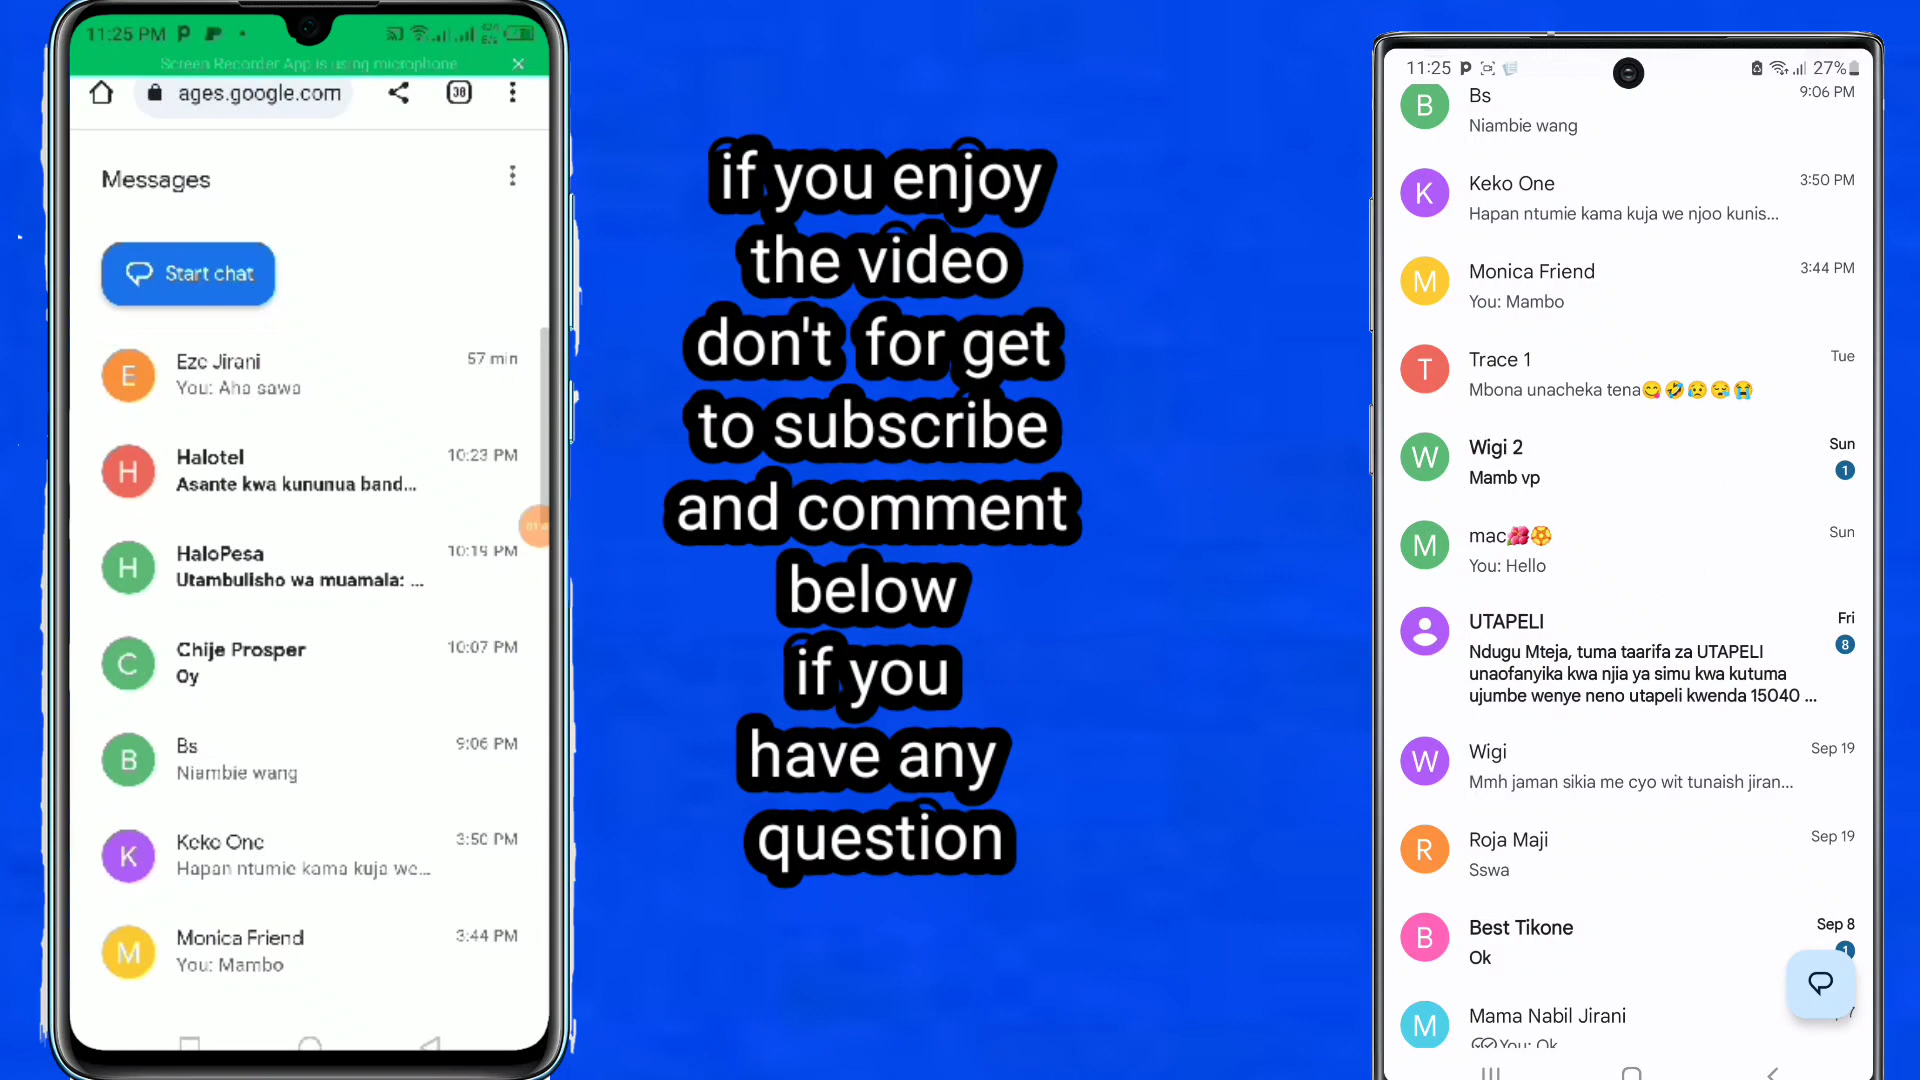 11:25 PM
Screen Recorder App is using microphone
ages.google.com
38
Messages
Start chat
E
Eze Jirani
57 min
You: Aha sawa
H
Halotel
10:23 PM
Asante kwa kununua band...
H
HaloPesa
10:19 PM
Utambulisho wa muamala: ...
C
Chije Prosper
10:07 PM
Oy
B
Bs
9:06 PM
Niambie wang
K
Keko One
3:50 PM
Hapan ntumie kama kuja we...
M
Monica Friend
3:44 PM
You: Mambo
if you enjoy
the video
don't for get
to subscribe
and comment
below
if you
have any
question
11:25
27%
B
Bs
9:06 PM
Niambie wang
K
Keko One
3:50 PM
Hapan ntumie kama kuja we njoo kunis...
M
Monica Friend
3:44 PM
You: Mambo
T
Trace 1
Tue
Mbona unacheka tena😋🤣😥😪😭
W
Wigi 2
Sun
Mamb vp
1
M
mac🌺🏵
Sun
You: Hello
UTAPELI
Fri
8
Ndugu Mteja, tuma taarifa za UTAPELI
unaofanyika kwa njia ya simu kwa kutuma
ujumbe wenye neno utapeli kwenda 15040 ...
W
Wigi
Sep 19
Mmh jaman sikia me cyo wit tunaish jiran...
R
Roja Maji
Sep 19
Sswa
B
Best Tikone
Sep 8
Ok
1
M
Mama Nabil Jirani
You: Ok